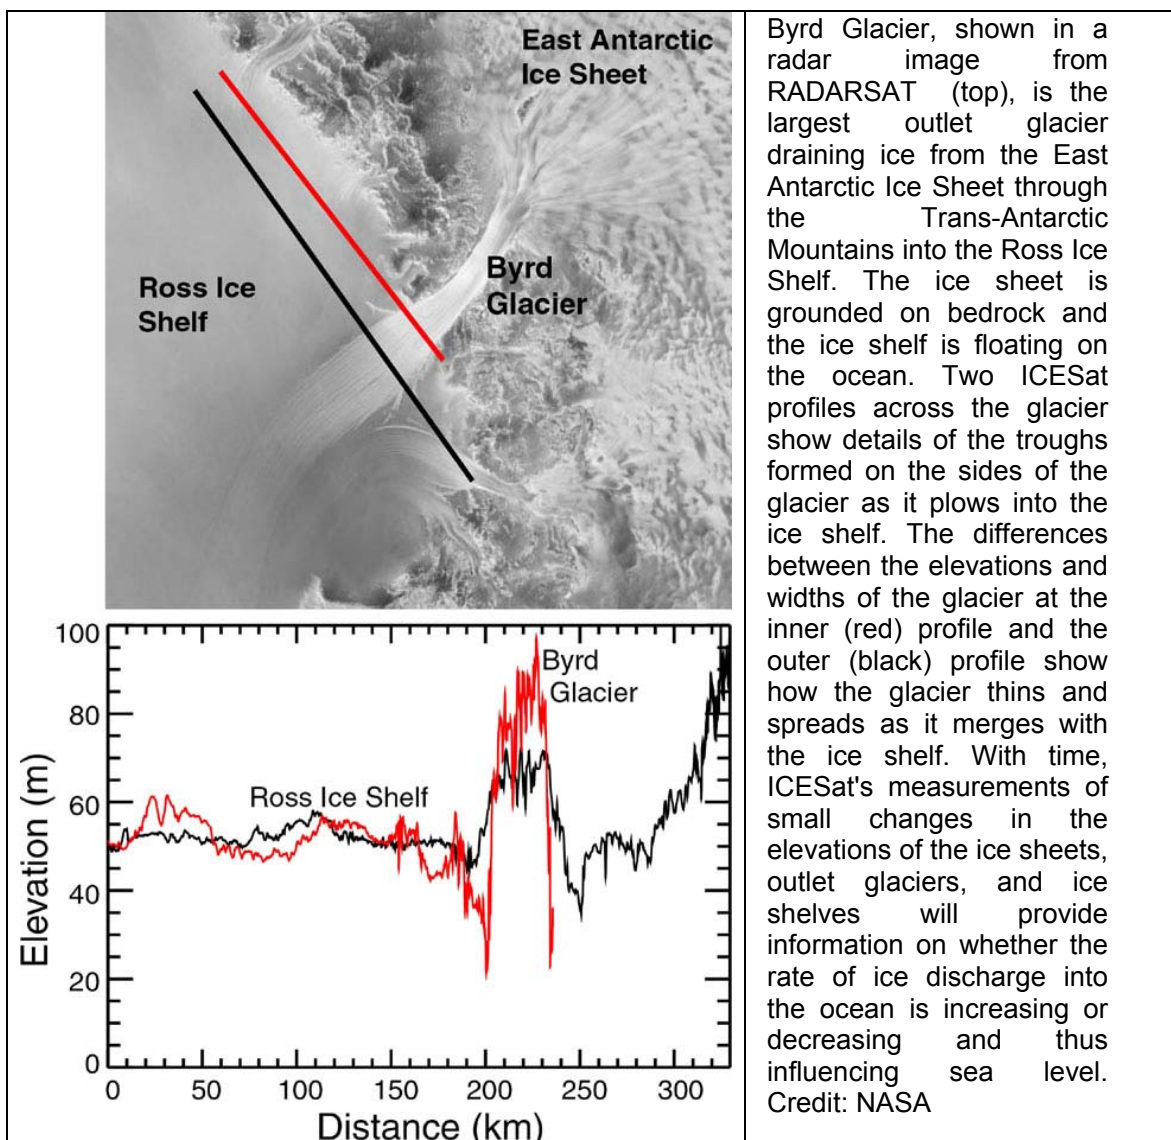 East Antarctic
Ice Sheet
Ross Ice
Shelf
Byrd
Glacier
100
80
60
40
20
0
Elevation (m)
Byrd
Glacier
Ross Ice Shelf
0 50 100 150 200 250 300
Distance (km)
Byrd Glacier, shown in a
radar image from
RADARSAT (top), is the
largest outlet glacier
draining ice from the East
Antarctic Ice Sheet through
the Trans-Antarctic
Mountains into the Ross Ice
Shelf. The ice sheet is
grounded on bedrock and
the ice shelf is floating on
the ocean. Two ICESat
profiles across the glacier
show details of the troughs
formed on the sides of the
glacier as it plows into the
ice shelf. The differences
between the elevations and
widths of the glacier at the
inner (red) profile and the
outer (black) profile show
how the glacier thins and
spreads as it merges with
the ice shelf. With time,
ICESat's measurements of
small changes in the
elevations of the ice sheets,
outlet glaciers, and ice
shelves will provide
information on whether the
rate of ice discharge into
the ocean is increasing or
decreasing and thus
influencing sea level.
Credit: NASA